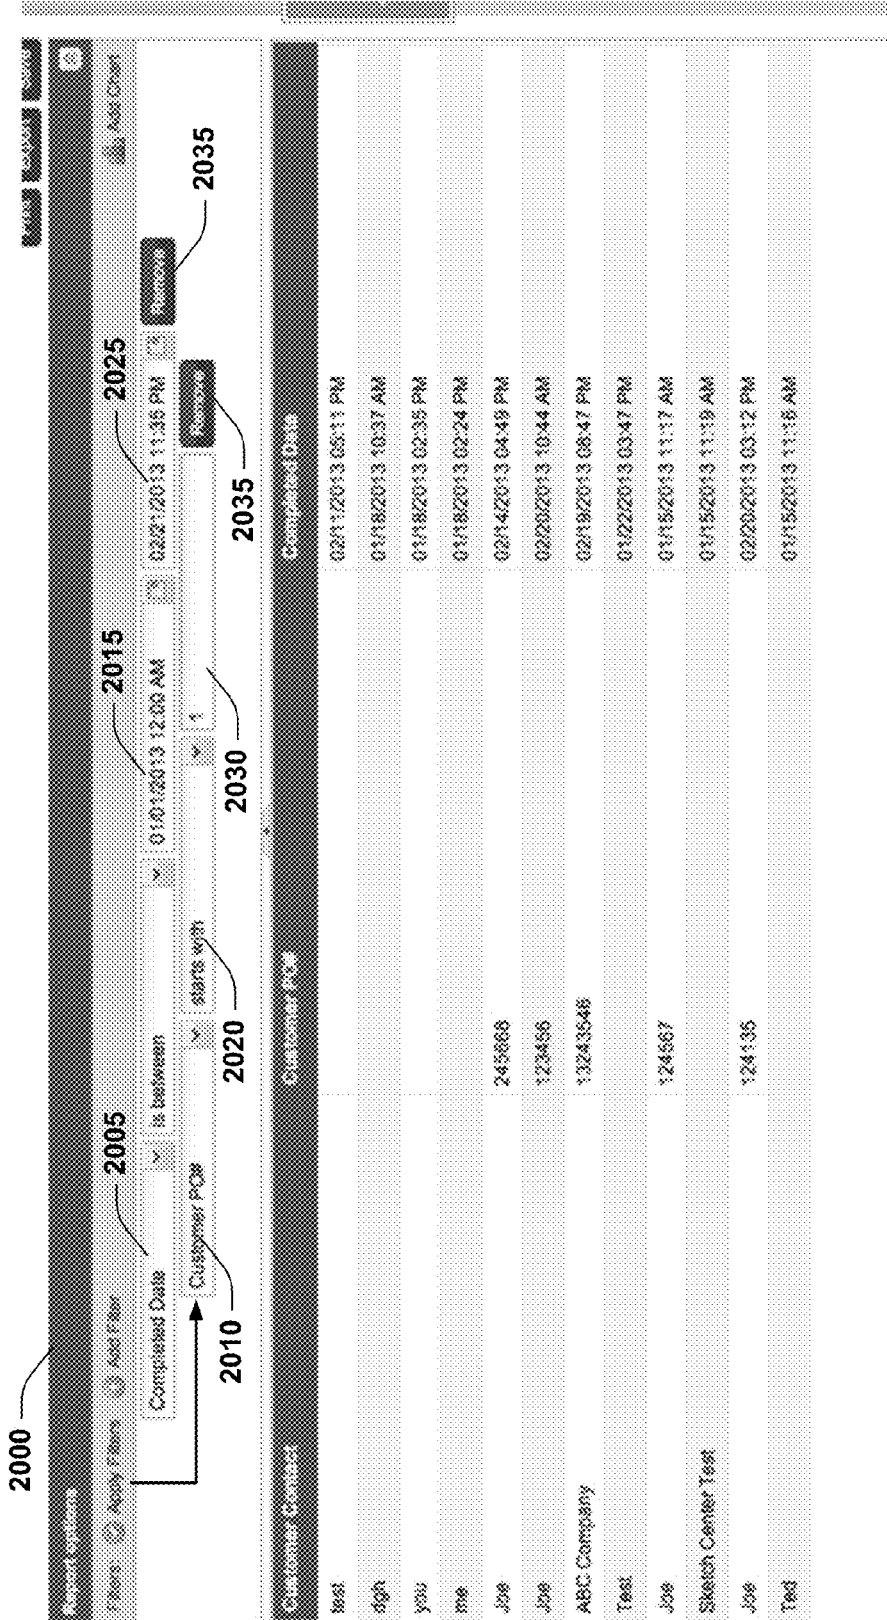 2000
Report options
Filters Apply Filters Add Filter Add Chart
2005 2015 2025
Completed Date is between 01/01/2013 12:00 AM 02/21/2013 11:35 PM Remove
2035
Customer PO# starts with 1 Remove
2010 2020 2030 2035
Customer Contact Customer PO# Completed Date
test 02/11/2013 05:11 PM
dgh 01/18/2013 10:37 AM
you 01/18/2013 02:35 PM
me 01/18/2013 02:24 PM
Joe 245668 02/14/2013 04:49 PM
Joe 123456 02/20/2013 10:44 AM
ABC Company 13243546 02/19/2013 08:47 PM
Test 01/22/2013 03:47 PM
Joe 124567 01/15/2013 11:17 AM
Sketch Center Test 01/15/2013 11:19 AM
Joe 124135 02/20/2013 03:12 PM
Ted 01/15/2013 11:16 AM